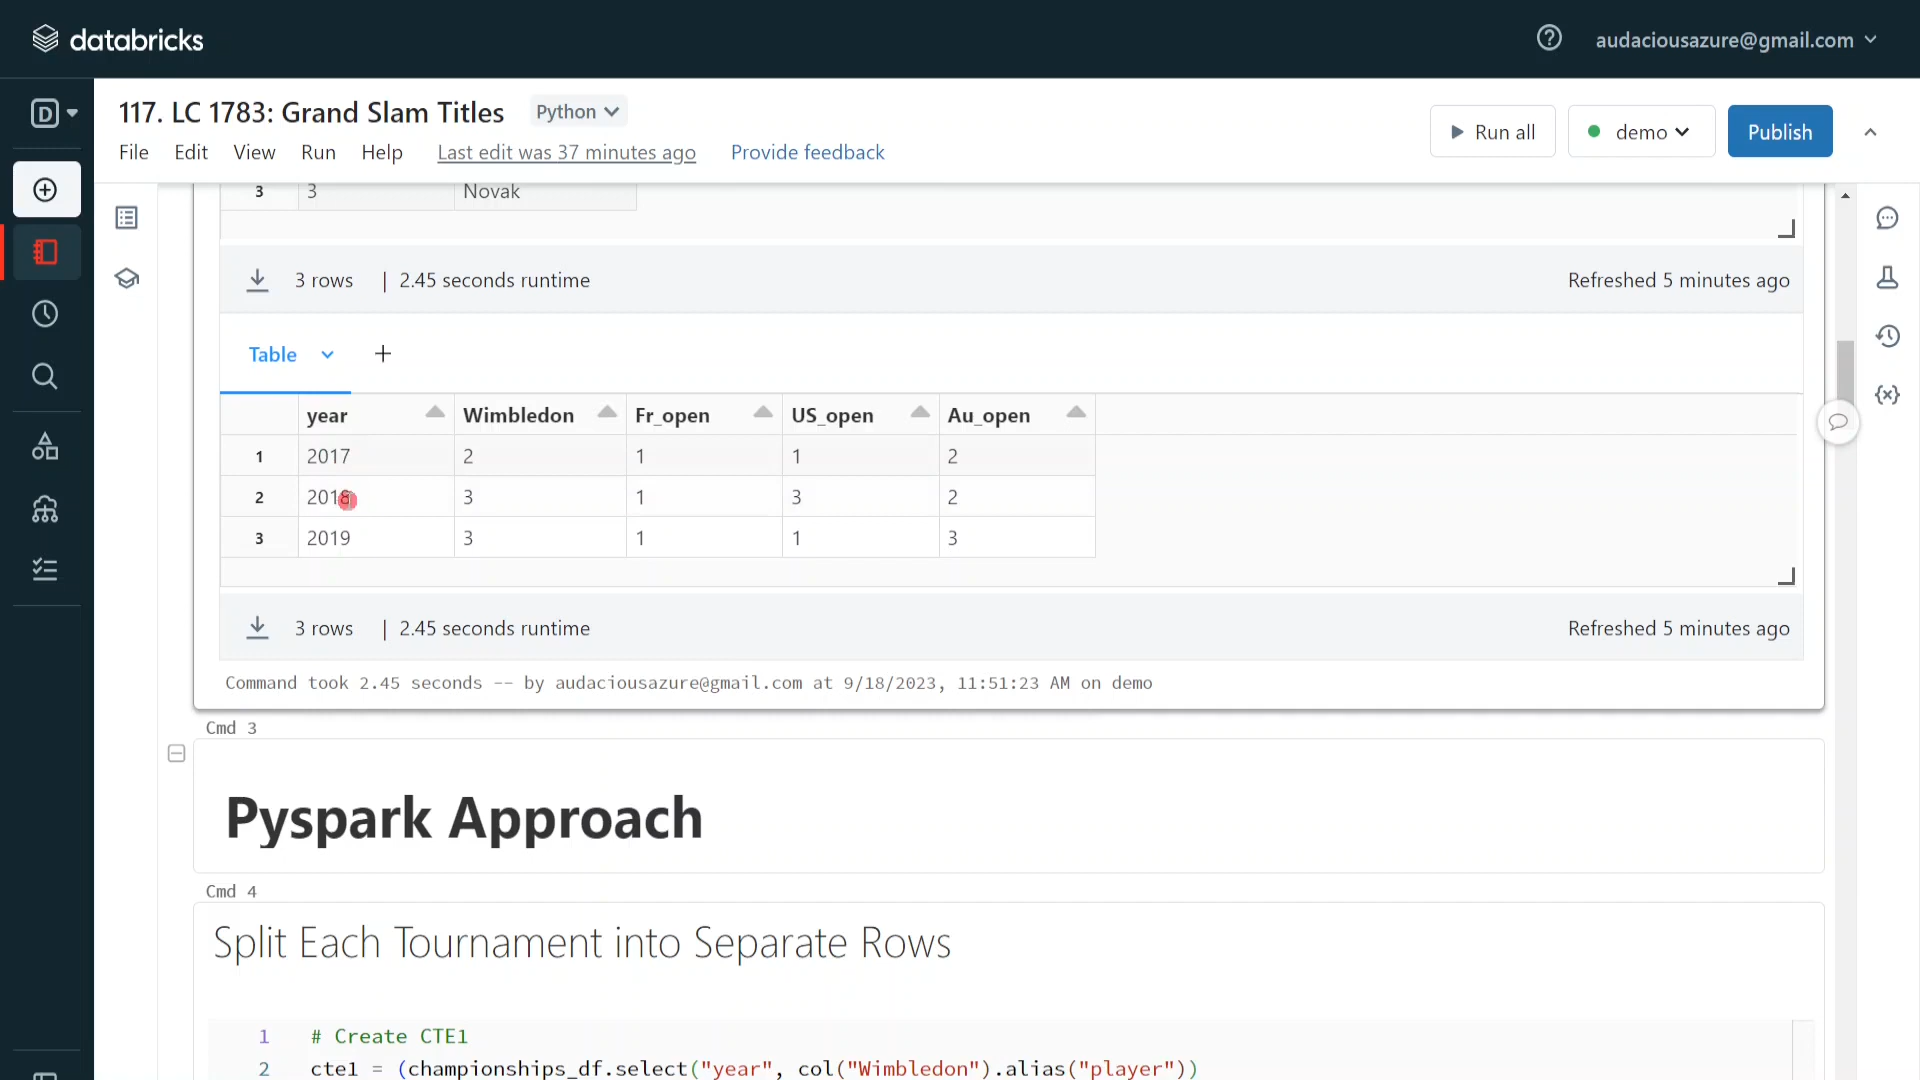 databricks
audaciousazure@gmail.com
D
117. LC 1783: Grand Slam Titles Python
File Edit View Run Help Last edit was 37 minutes ago Provide feedback
Run all demo Publish
3 3 Novak
3 rows | 2.45 seconds runtime Refreshed 5 minutes ago
Table +
year Wimbledon Fr_open US_open Au_open
1 2017 2 1 1 2
2 2018 3 1 3 2
3 2019 3 1 1 3
3 rows | 2.45 seconds runtime Refreshed 5 minutes ago
Command took 2.45 seconds -- by audaciousazure@gmail.com at 9/18/2023, 11:51:23 AM on demo
Cmd 3
Pyspark Approach
Cmd 4
Split Each Tournament into Separate Rows
1 # Create CTE1
2 cte1 = (championships_df.select("year", col("Wimbledon").alias("player"))